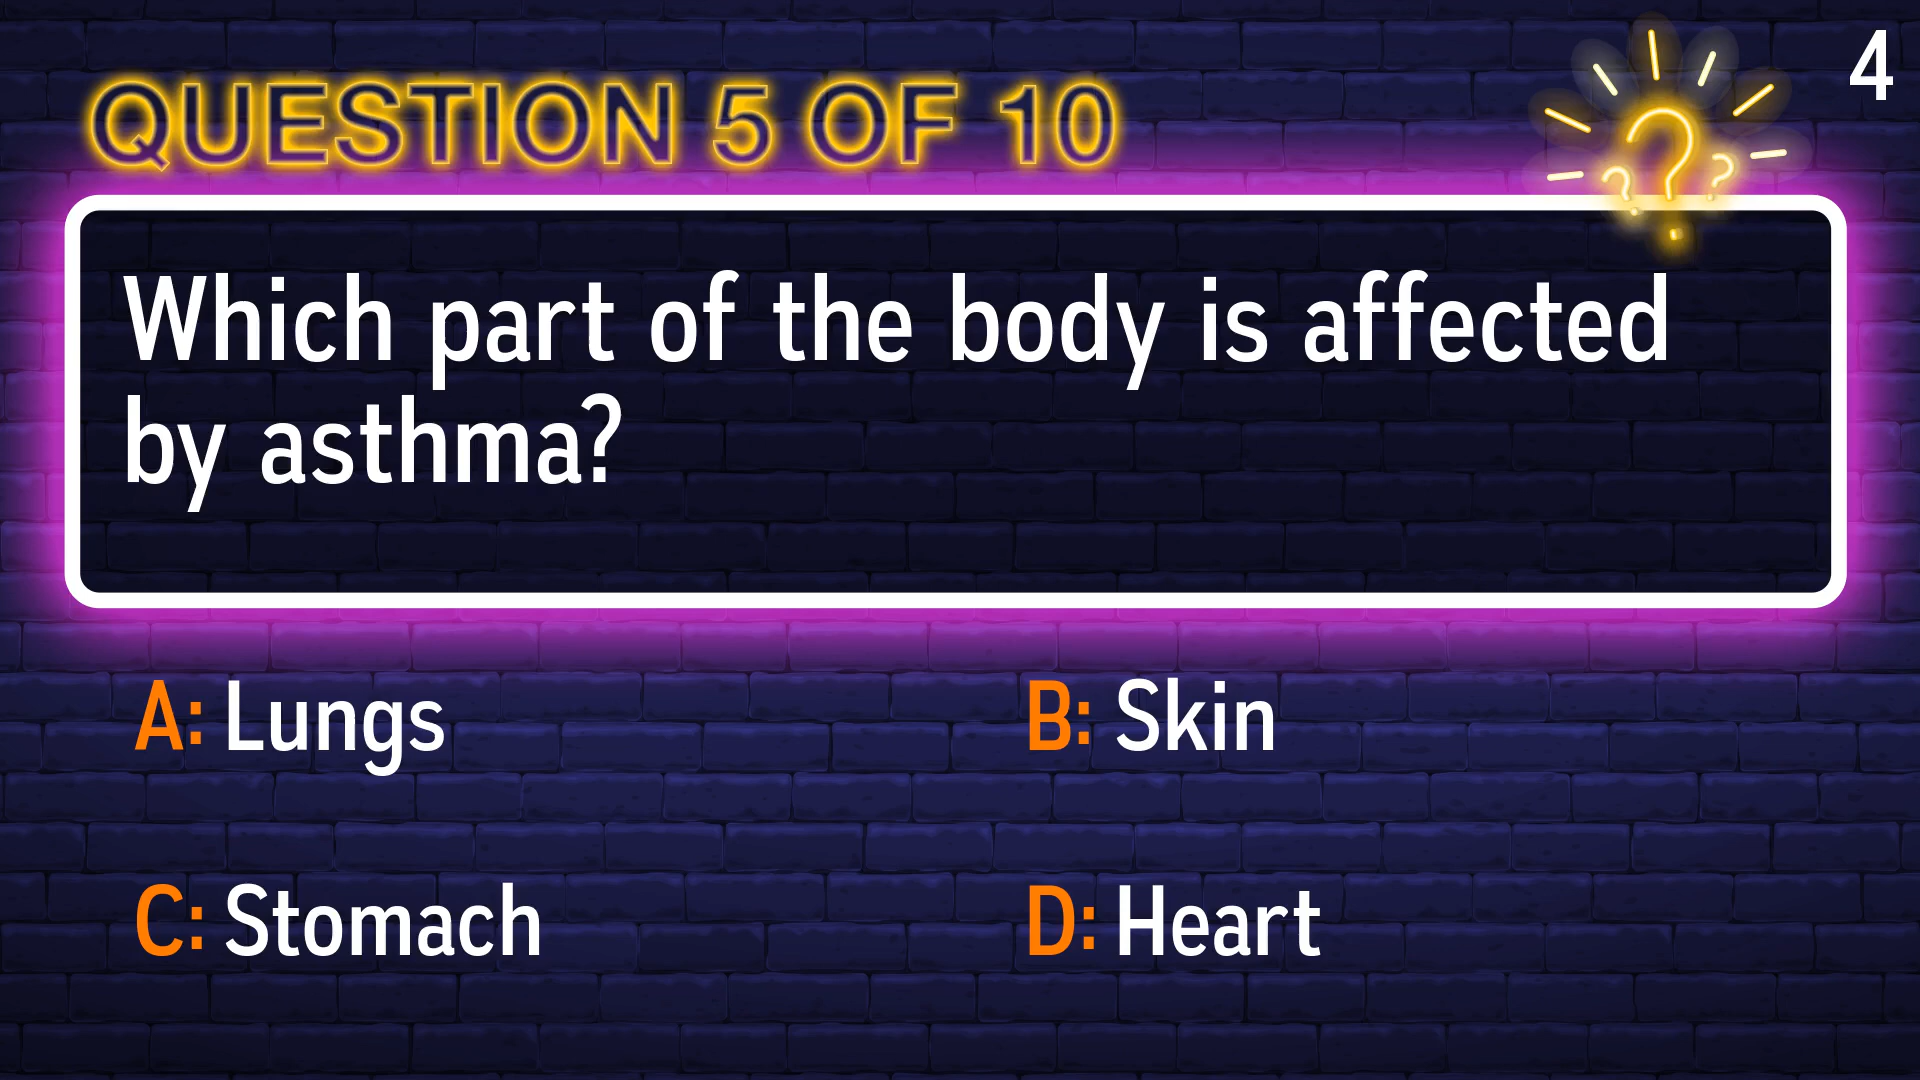 4
QUESTION 5 OF 10
Which part of the body is affected
by asthma?
A: Lungs
B: Skin
C: Stomach
D: Heart